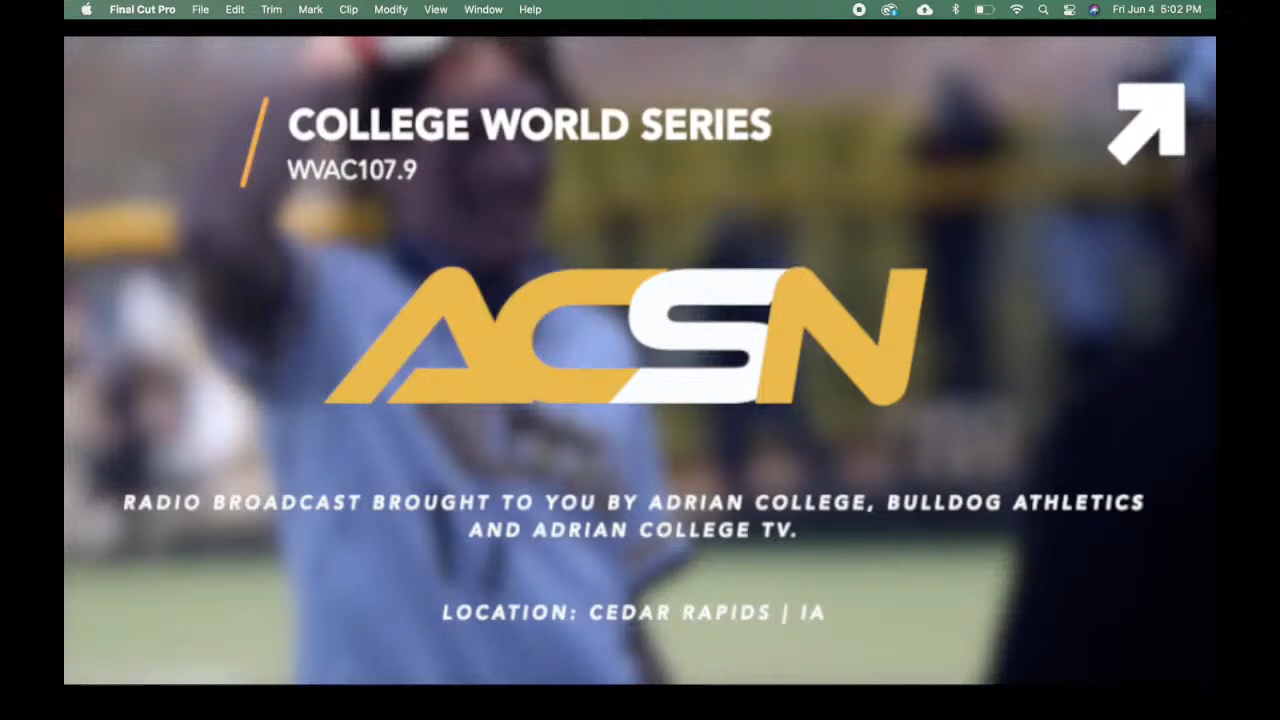 Final Cut Pro File Edit Trim Mark Clip Modify View Window Help Fri Jun 4 5:02 PM
COLLEGE WORLD SERIES
WVAC107.9
ACSN
RADIO BROADCAST BROUGHT TO YOU BY ADRIAN COLLEGE, BULLDOG ATHLETICS
AND ADRIAN COLLEGE TV.
LOCATION: CEDAR RAPIDS | IA